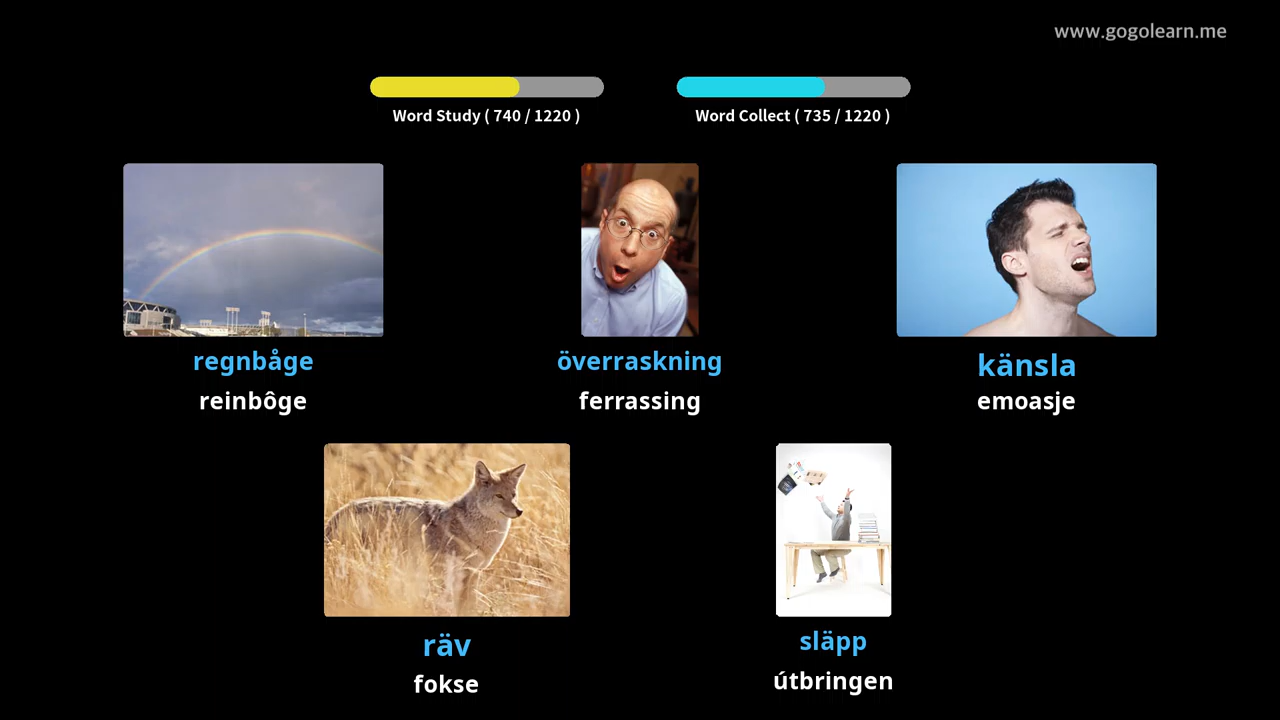 www.gogolearn.me
Word Study ( 740 / 1220 )
Word Collect ( 735 / 1220 )
regnbåge
reinbôge
överraskning
ferrassing
känsla
emoasje
räv
fokse
släpp
útbringen